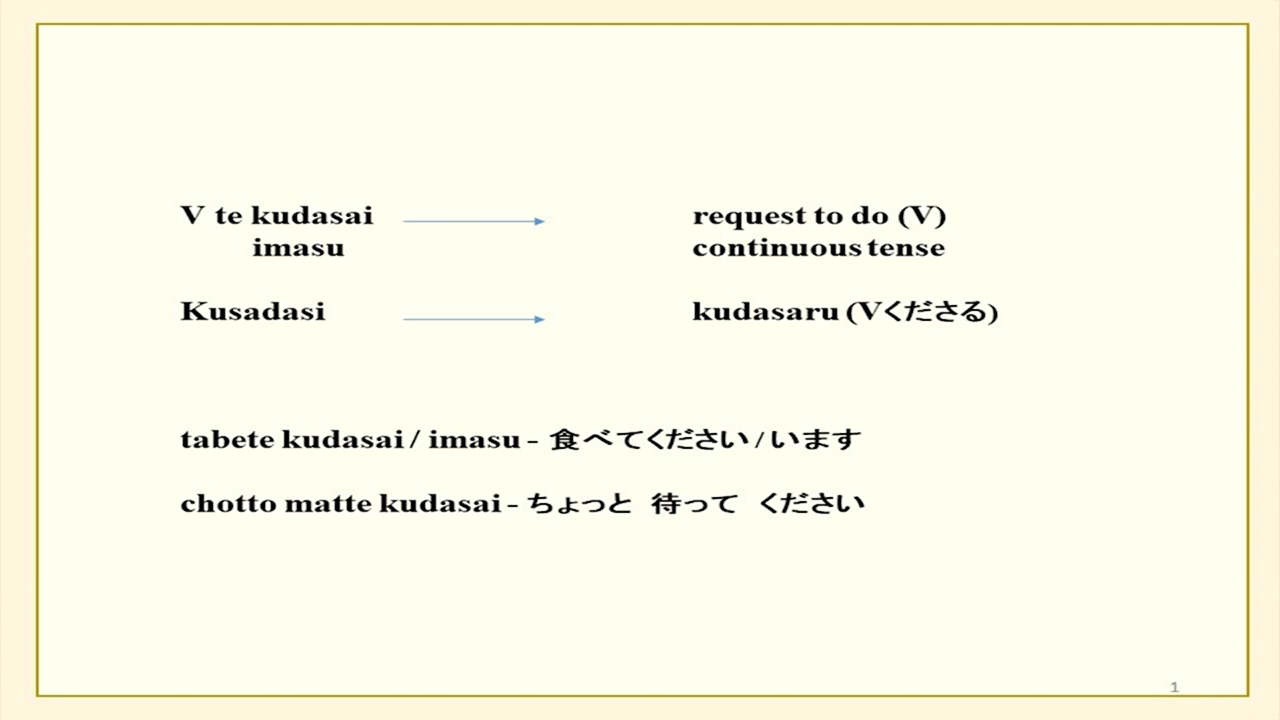 V te kudasai request to do (V)
imasu continuous tense
Kusadasi kudasaru (Vくださる)
tabete kudasai / imasu - 食べてください / います
chotto matte kudasai - ちょっと 待って ください
1